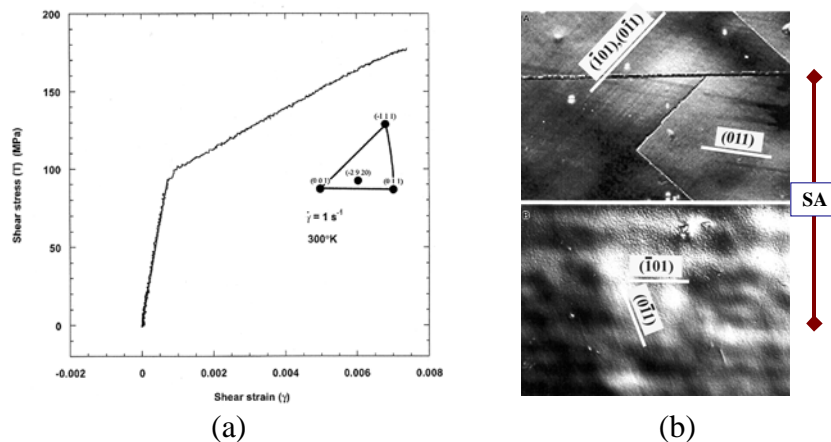 200
150
100
50
0
Shear stress (T) (MPa)
(-1 1 1)
(-2 9 20)
(0 0 1)
(0 1 1)
γ̇ = 1 s⁻¹
300°K
-0.002
0
0.002
0.004
0.006
0.008
Shear strain (γ)
(a)
A
(1̄01),(01̄1)
(011)
SA
B
(1̄01)
(01̄1)
(b)